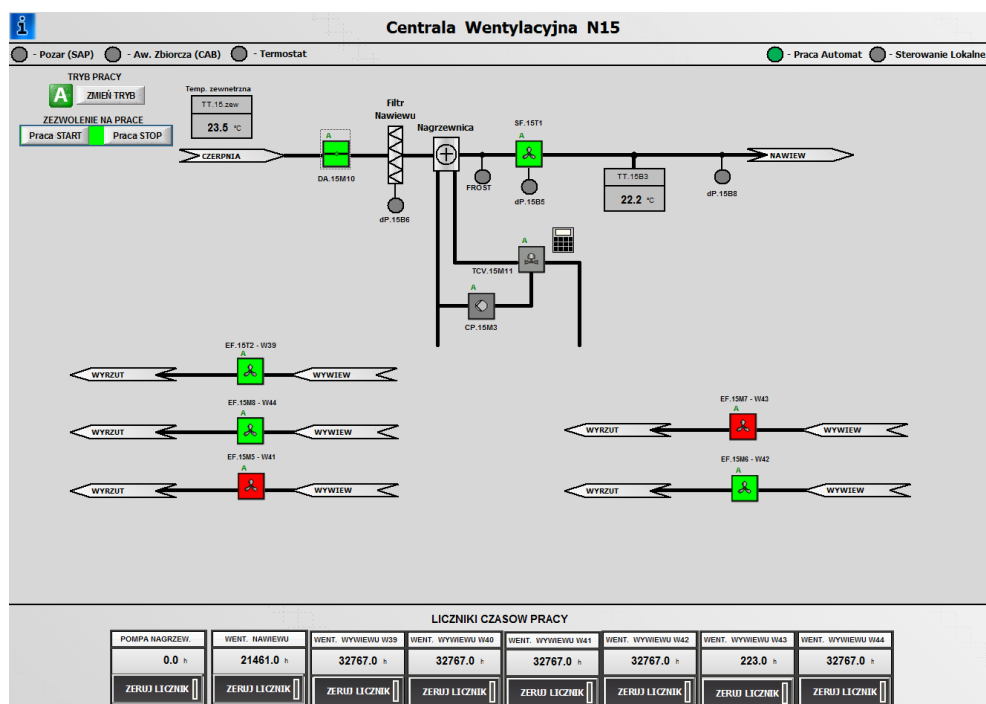 i
Centrala Wentylacyjna N15
- Pozar (SAP)
- Aw. Zbiorcza (CAB)
- Termostat
- Praca Automat
- Sterowanie Lokalne
TRYB PRACY
A
ZMIEŃ TRYB
ZEZWOLENIE NA PRACE
Praca START
Praca STOP
Temp. zewnetrzna
TT.15.zew
23.5 °C
CZERPNIA
A
DA.15M10
Filtr
Nawiewu
dP.15B6
Nagrzewnica
FROST
SF.15T1
A
dP.15B5
TT.15B3
22.2 °C
dP.15B8
NAWIEW
A
TCV.15M11
A
CP.15M3
EF.15T2 - W39
A
WYRZUT
WYWIEW
EF.15M8 - W44
A
WYRZUT
WYWIEW
EF.15M5 - W41
A
WYRZUT
WYWIEW
EF.15M7 - W43
A
WYRZUT
WYWIEW
EF.15M6 - W42
A
WYRZUT
WYWIEW
LICZNIKI CZASOW PRACY
POMPA NAGRZEW.
WENT. NAWIEWU
WENT. WYWIEWU W39
WENT. WYWIEWU W40
WENT. WYWIEWU W41
WENT. WYWIEWU W42
WENT. WYWIEWU W43
WENT. WYWIEWU W44
0.0 h
21461.0 h
32767.0 h
32767.0 h
32767.0 h
32767.0 h
223.0 h
32767.0 h
ZERUJ LICZNIK
ZERUJ LICZNIK
ZERUJ LICZNIK
ZERUJ LICZNIK
ZERUJ LICZNIK
ZERUJ LICZNIK
ZERUJ LICZNIK
ZERUJ LICZNIK